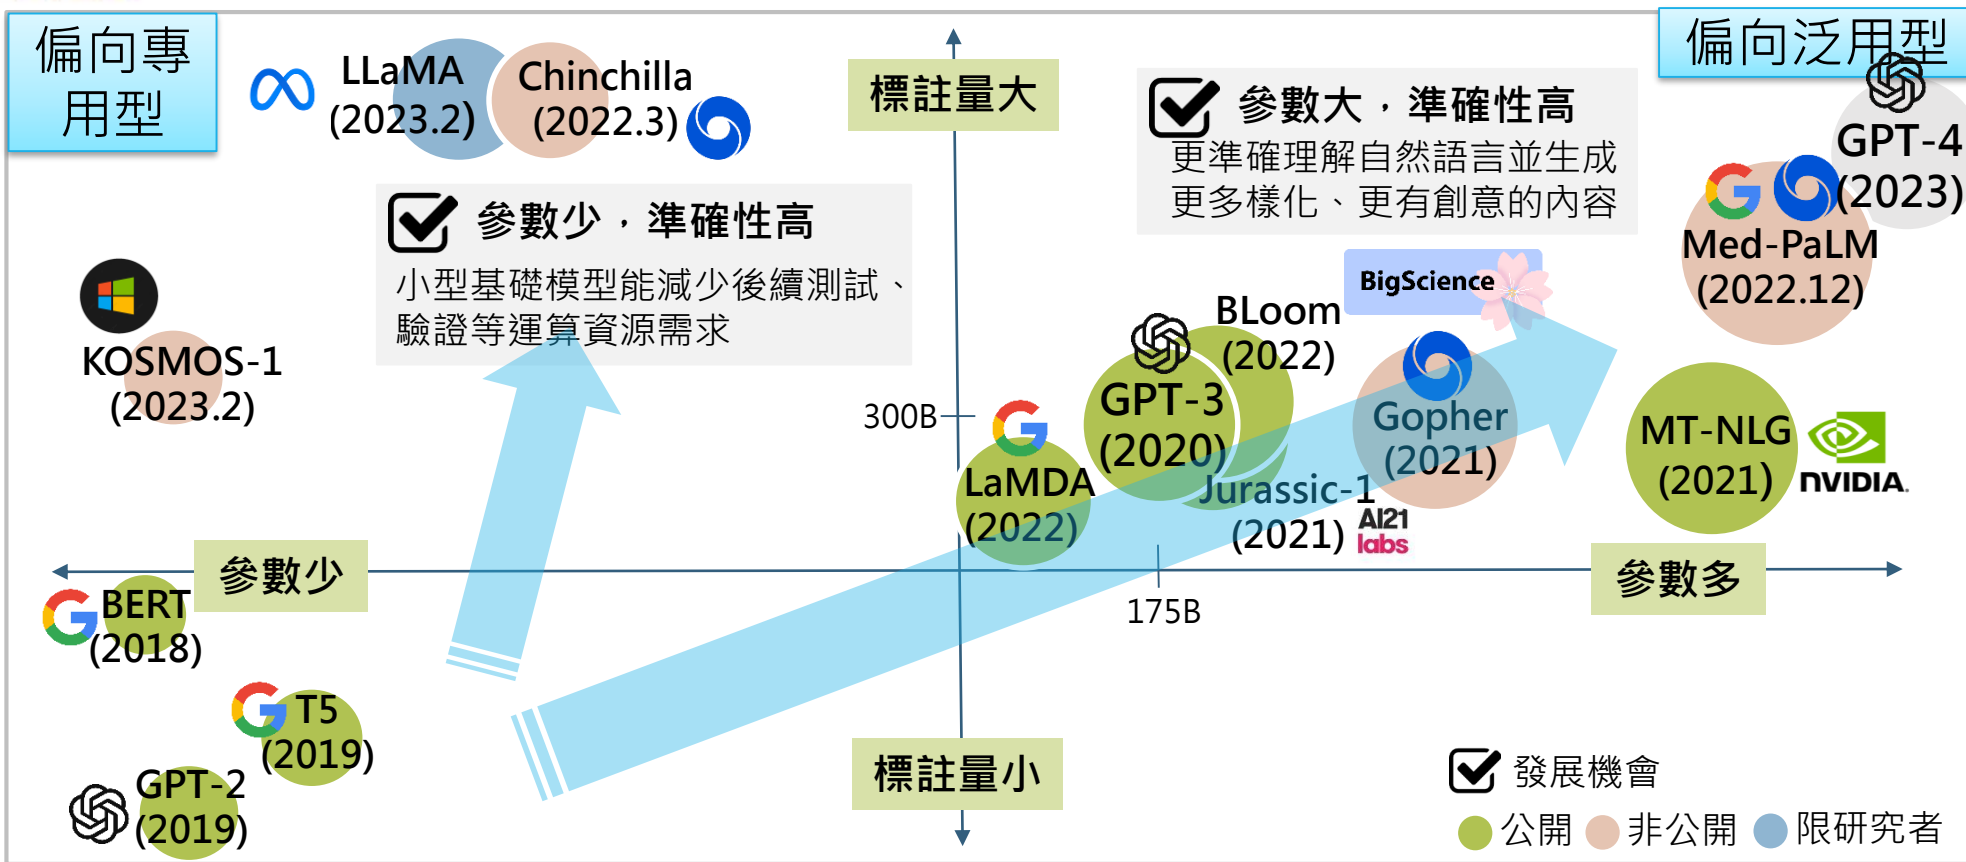 偏向專
用型
LLaMA
(2023.2)
Chinchilla
(2022.3)
標註量大
參數大，準確性高
更準確理解自然語言並生成
更多樣化、更有創意的內容
偏向泛用型
GPT-4
(2023)
Med-PaLM
(2022.12)
參數少，準確性高
小型基礎模型能減少後續測試、
驗證等運算資源需求
KOSMOS-1
(2023.2)
BigScience
BLoom
(2022)
GPT-3
(2020)
Gopher
(2021)
MT-NLG
(2021)
NVIDIA.
300B
LaMDA
(2022)
Jurassic-1
(2021)
AI21
labs
參數少
參數多
175B
BERT
(2018)
T5
(2019)
GPT-2
(2019)
標註量小
發展機會
公開
非公開
限研究者